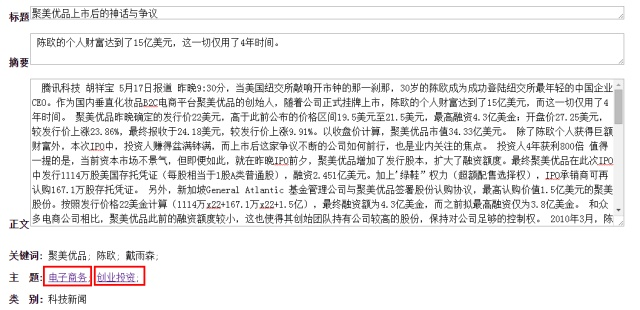 标题 聚美优品上市后的神话与争议
陈欧的个人财富达到了15亿美元，这一切仅用了4年时间。
摘要
腾讯科技 胡祥宝 5月17日报道 昨晚9:30分，当美国纽交所敲响开市钟的那一刹那，30岁的陈欧成为成功登陆纽交所最年轻的中国企业
CEO。作为国内垂直化妆品B2C电商平台聚美优品的创始人，随着公司正式挂牌上市，陈欧的个人财富达到了15亿美元，而这一切仅用了4
年时间。 聚美优品昨晚确定的发行价22美元，高于此前公布的价格区间19.5美元至21.5美元，最高融资4.3亿美金；开盘价27.25美元，
较发行价上涨23.86%，最终报收于24.18美元，较发行价上涨9.91%。以收盘价计算，聚美优品市值34.33亿美元。 除了陈欧个人获得巨额
财富外，本次IPO中，投资人赚得盆满钵满，而上市后这家争议不断的公司如何前行，也是业内关注的焦点。 投资人4年获利800倍 值得
一提的是，当前资本市场不景气，但即便如此，就在昨晚IPO前夕，聚美优品增加了发行股本，扩大了融资额度。最终聚美优品在此次IPO
中发行1114万股美国存托凭证（每股相当于1股A类普通股），融资2.451亿美元。加上"绿鞋"权力（超额配售选择权），IPO承销商可再
认购167.1万股存托凭证。 另外，新加坡General Atlantic 基金管理公司与聚美优品签署股份认购协议，最高认购价值1.5亿美元的聚美
股份。按照发行价格22美金计算（1114万x22+167.1万x22+1.5亿），最终融资额为4.3亿美金，而之前拟最高融资仅为3.8亿美金。 和众
多电商公司相比，聚美优品此前的融资额度较小，这也使得其创始团队持有公司较高的股份，保持对公司足够的控制权。 2010年3月，陈
正文
关键词：聚美优品；陈欧；戴雨森；
主 题：电子商务；创业投资；
类 别：科技新闻